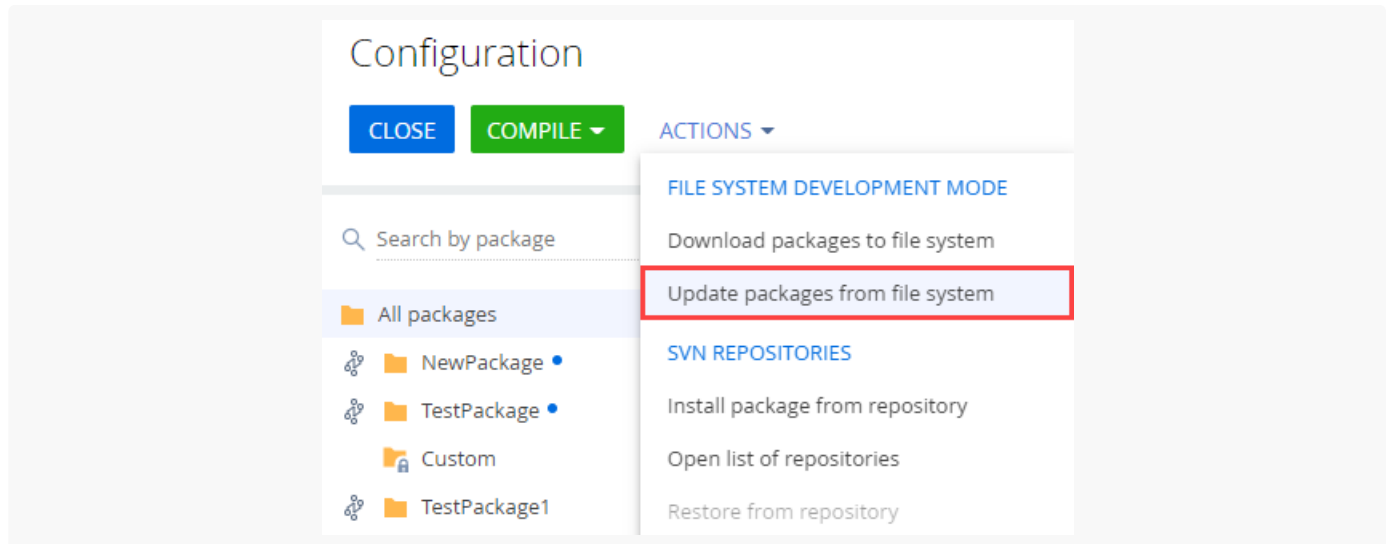 Configuration
CLOSE
COMPILE
ACTIONS
Search by package
All packages
NewPackage
TestPackage
Custom
TestPackage1
FILE SYSTEM DEVELOPMENT MODE
Download packages to file system
Update packages from file system
SVN REPOSITORIES
Install package from repository
Open list of repositories
Restore from repository